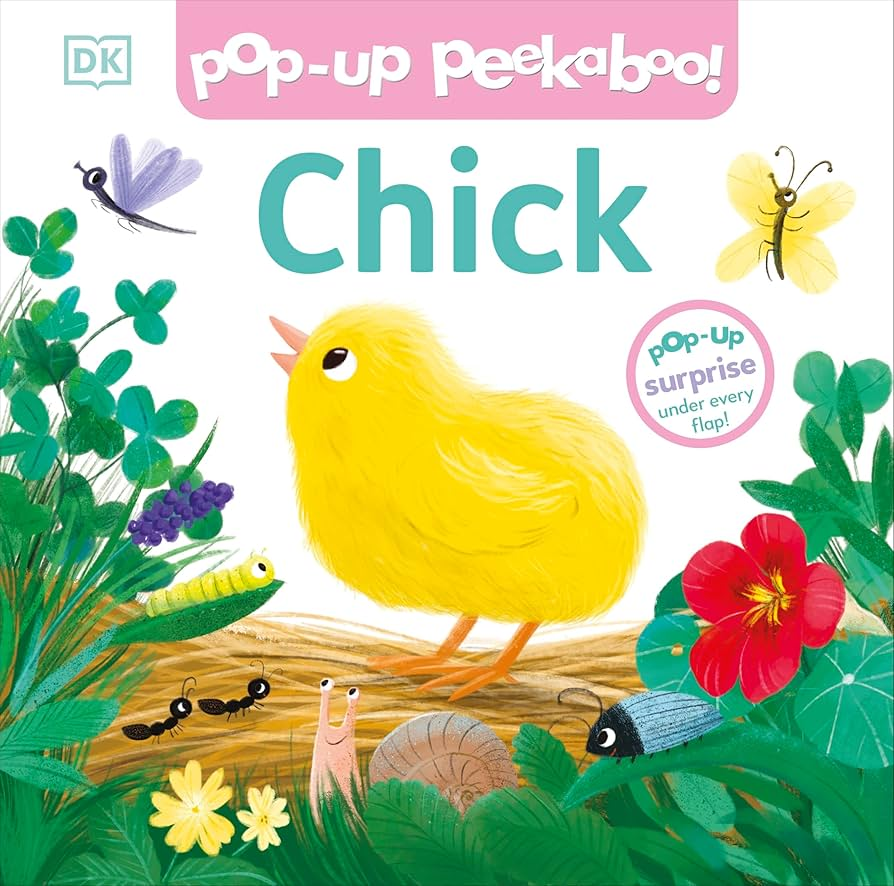 DK
pop-up peekaboo!
Chick
pop-up
surprise
under every
flap!